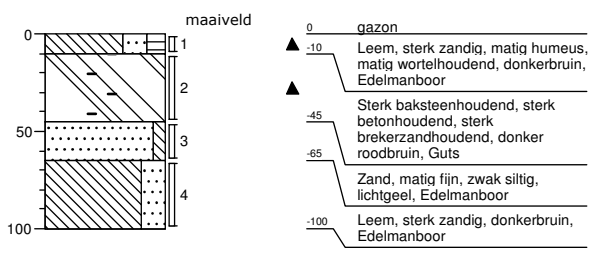 maaiveld
0
50
100
1
2
3
4
0 gazon
-10 Leem, sterk zandig, matig humeus,
matig wortelhoudend, donkerbruin,
Edelmanboor
Sterk baksteenhoudend, sterk
-45 betonhoudend, sterk
brekerzandhoudend, donker
roodbruin, Guts
-65
Zand, matig fijn, zwak siltig,
lichtgeel, Edelmanboor
-100 Leem, sterk zandig, donkerbruin,
Edelmanboor